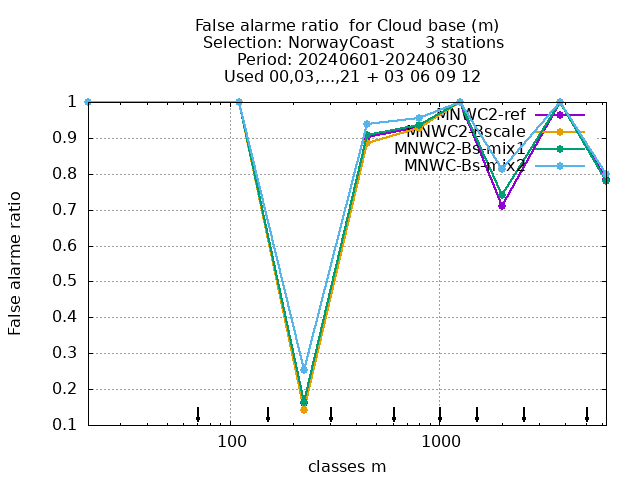 False alarme ratio  for Cloud base (m)
Selection: NorwayCoast      3 stations
Period: 20240601-20240630
Used 00,03,...,21 + 03 06 09 12
MNWC2-ref
MNWC2-Bscale
MNWC2-Bs-mix1
MNWC-Bs-mix2
1
0.9
0.8
0.7
0.6
0.5
0.4
0.3
0.2
0.1
False alarme ratio
100
1000
classes m